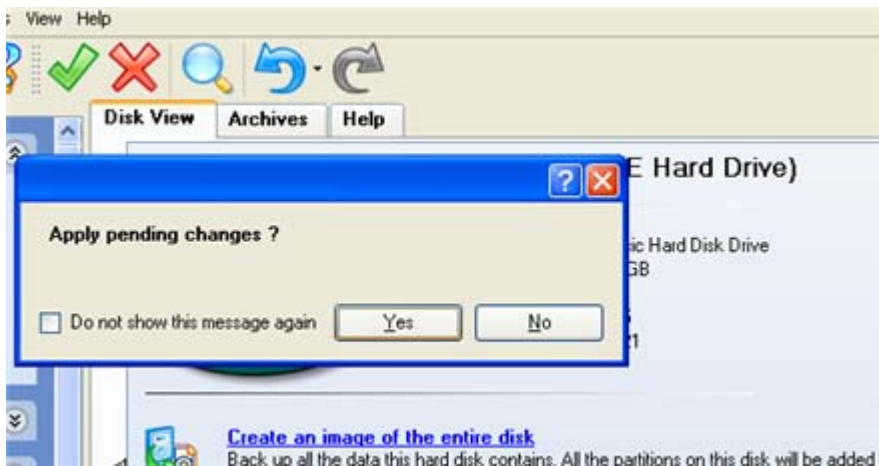 View Help
Disk View Archives Help
E Hard Drive)
Apply pending changes ?
ic Hard Disk Drive
GB
Do not show this message again Yes No
Create an image of the entire disk
Back up all the data this hard disk contains. All the partitions on this disk will be added